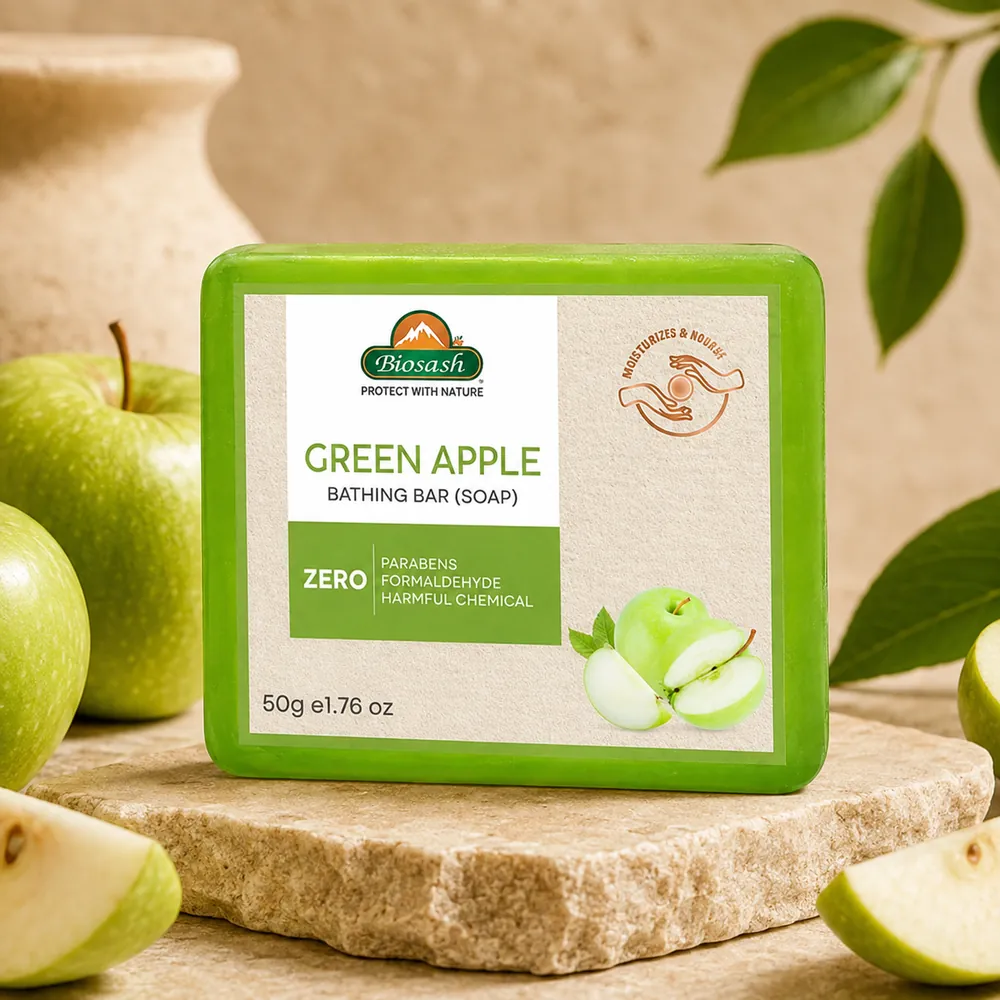 Biosash
PROTECT WITH NATURE
MOISTURIZES &
GREEN APPLE
BATHING BAR (SOAP)
ZERO
PARABENS
FORMALDEHYDE
HARMFUL CHEMICAL
50g e1.76 oz